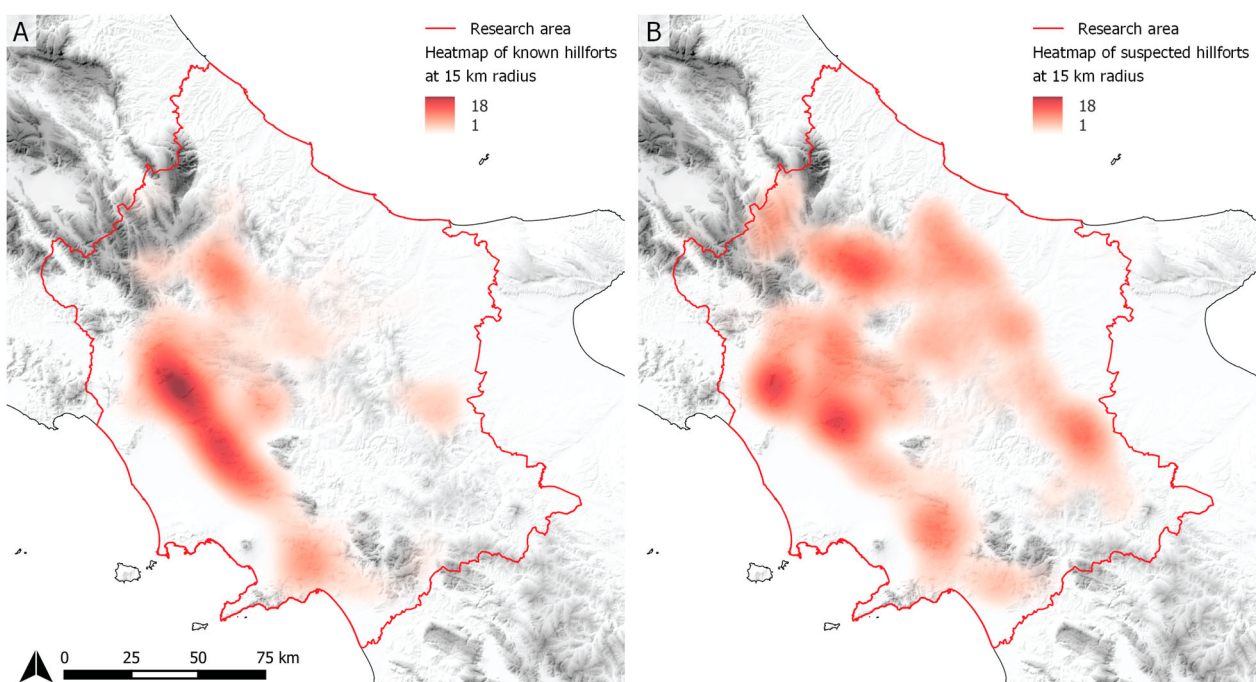 A
Research area
Heatmap of known hillforts
at 15 km radius
18
1
0 25 50 75 km
B
Research area
Heatmap of suspected hillforts
at 15 km radius
18
1